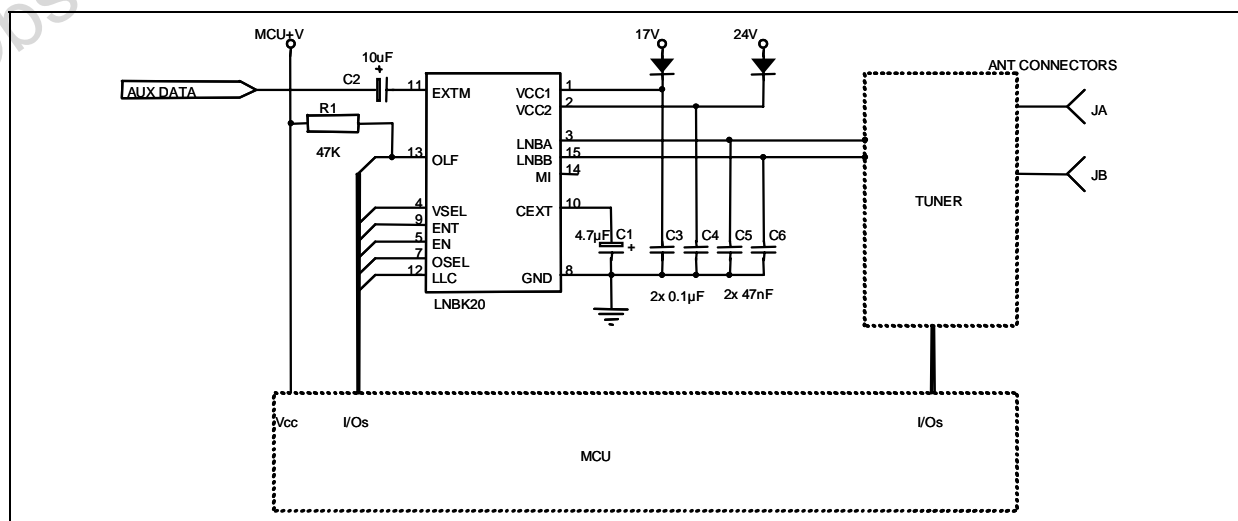 obs
MCU+V
17V
24V
10uF
+
C2
ANT CONNECTORS
AUX DATA
11
EXTM
VCC1
1
VCC2
2
JA
R1
47K
LNBA
3
13
OLF
LNBB
15
MI
14
JB
TUNER
4
VSEL
CEXT
10
9
ENT
5
EN
4.7µF
C1
+
C3
C4
C5
C6
7
OSEL
12
LLC
GND
8
2x 0.1µF
2x 47nF
LNBK20
Vcc
I/Os
I/Os
MCU